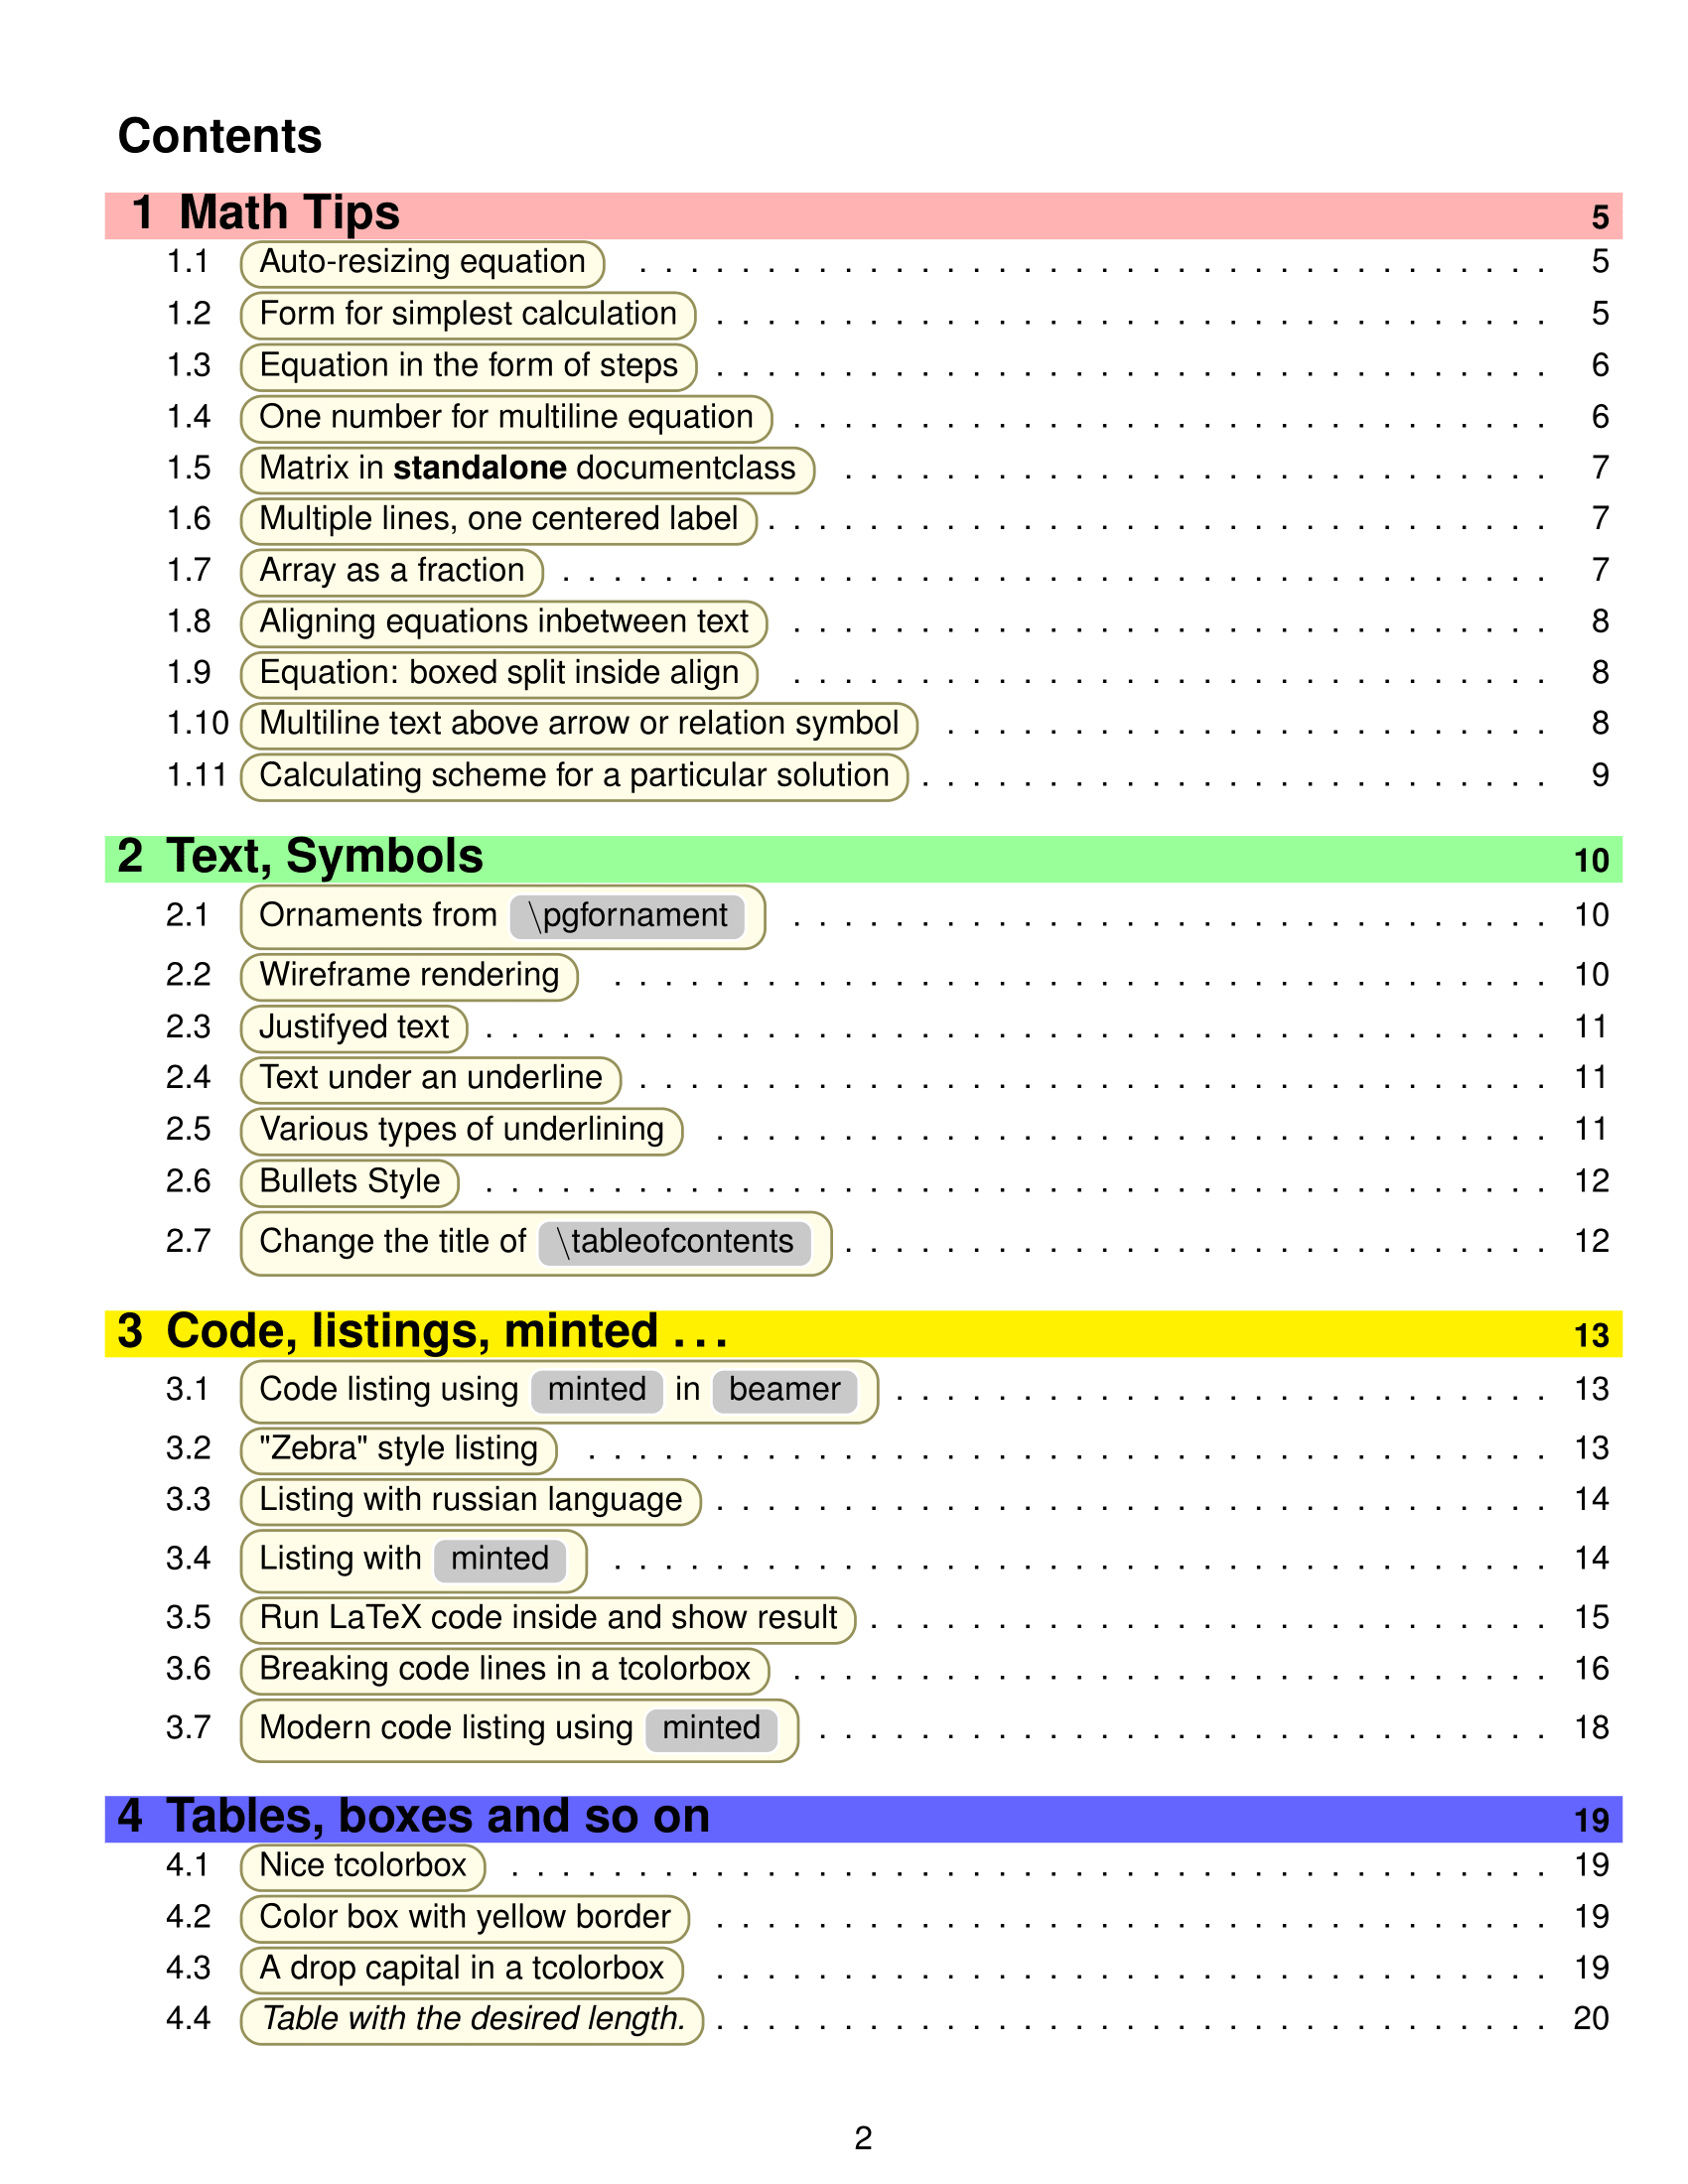 Contents
1 Math Tips 5
1.1 Auto-resizing equation . . . . . . . . . . . . . . . . . . . . . . . . . . . . . . . . . . . . 5
1.2 Form for simplest calculation . . . . . . . . . . . . . . . . . . . . . . . . . . . . . . . . . 5
1.3 Equation in the form of steps . . . . . . . . . . . . . . . . . . . . . . . . . . . . . . . . . 6
1.4 One number for multiline equation . . . . . . . . . . . . . . . . . . . . . . . . . . . . . . 6
1.5 Matrix in standalone documentclass . . . . . . . . . . . . . . . . . . . . . . . . . . . . 7
1.6 Multiple lines, one centered label . . . . . . . . . . . . . . . . . . . . . . . . . . . . . . . 7
1.7 Array as a fraction . . . . . . . . . . . . . . . . . . . . . . . . . . . . . . . . . . . . . . . 7
1.8 Aligning equations inbetween text . . . . . . . . . . . . . . . . . . . . . . . . . . . . . . 8
1.9 Equation: boxed split inside align . . . . . . . . . . . . . . . . . . . . . . . . . . . . . . 8
1.10 Multiline text above arrow or relation symbol . . . . . . . . . . . . . . . . . . . . . . . . 8
1.11 Calculating scheme for a particular solution . . . . . . . . . . . . . . . . . . . . . . . . . 9
2 Text, Symbols 10
2.1 Ornaments from \pgfornament . . . . . . . . . . . . . . . . . . . . . . . . . . . . . . 10
2.2 Wireframe rendering . . . . . . . . . . . . . . . . . . . . . . . . . . . . . . . . . . . . . 10
2.3 Justifyed text . . . . . . . . . . . . . . . . . . . . . . . . . . . . . . . . . . . . . . . . . . 11
2.4 Text under an underline . . . . . . . . . . . . . . . . . . . . . . . . . . . . . . . . . . . . 11
2.5 Various types of underlining . . . . . . . . . . . . . . . . . . . . . . . . . . . . . . . . . 11
2.6 Bullets Style . . . . . . . . . . . . . . . . . . . . . . . . . . . . . . . . . . . . . . . . . . 12
2.7 Change the title of \tableofcontents . . . . . . . . . . . . . . . . . . . . . . . . . . . . 12
3 Code, listings, minted . . . 13
3.1 Code listing using minted in beamer . . . . . . . . . . . . . . . . . . . . . . . . . . 13
3.2 "Zebra" style listing . . . . . . . . . . . . . . . . . . . . . . . . . . . . . . . . . . . . . . 13
3.3 Listing with russian language . . . . . . . . . . . . . . . . . . . . . . . . . . . . . . . . . 14
3.4 Listing with minted . . . . . . . . . . . . . . . . . . . . . . . . . . . . . . . . . . . . . 14
3.5 Run LaTeX code inside and show result . . . . . . . . . . . . . . . . . . . . . . . . . . . 15
3.6 Breaking code lines in a tcolorbox . . . . . . . . . . . . . . . . . . . . . . . . . . . . . . 16
3.7 Modern code listing using minted . . . . . . . . . . . . . . . . . . . . . . . . . . . . . 18
4 Tables, boxes and so on 19
4.1 Nice tcolorbox . . . . . . . . . . . . . . . . . . . . . . . . . . . . . . . . . . . . . . . . . 19
4.2 Color box with yellow border . . . . . . . . . . . . . . . . . . . . . . . . . . . . . . . . . 19
4.3 A drop capital in a tcolorbox . . . . . . . . . . . . . . . . . . . . . . . . . . . . . . . . . 19
4.4 Table with the desired length. . . . . . . . . . . . . . . . . . . . . . . . . . . . . . . . . . 20
2